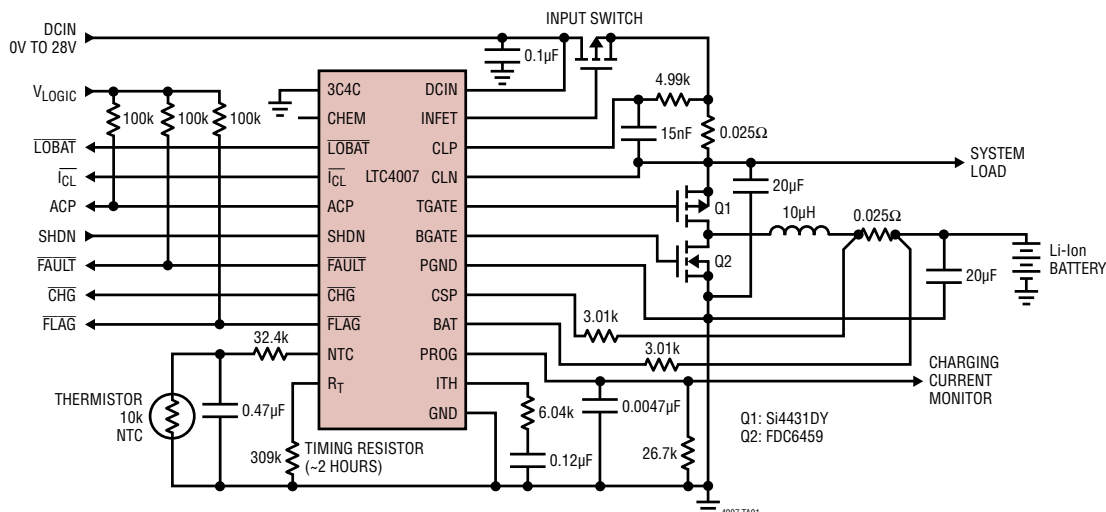 INPUT SWITCH
DCIN
0V TO 28V
0.1µF
V_LOGIC
100k
100k
100k
4.99k
15nF
0.025Ω
LOBAT
I_CL
ACP
SHDN
FAULT
CHG
FLAG
3C4C
CHEM
LOBAT
I_CL
ACP
SHDN
FAULT
CHG
FLAG
NTC
R_T
LTC4007
DCIN
INFET
CLP
CLN
TGATE
BGATE
PGND
CSP
BAT
PROG
ITH
GND
SYSTEM
LOAD
20µF
Q1
Q2
10µH
0.025Ω
Li-Ion
BATTERY
20µF
3.01k
3.01k
CHARGING
CURRENT
MONITOR
32.4k
THERMISTOR
10k
NTC
0.47µF
309k
TIMING RESISTOR
(~2 HOURS)
6.04k
0.12µF
0.0047µF
26.7k
Q1: Si4431DY
Q2: FDC6459
4007 TA01